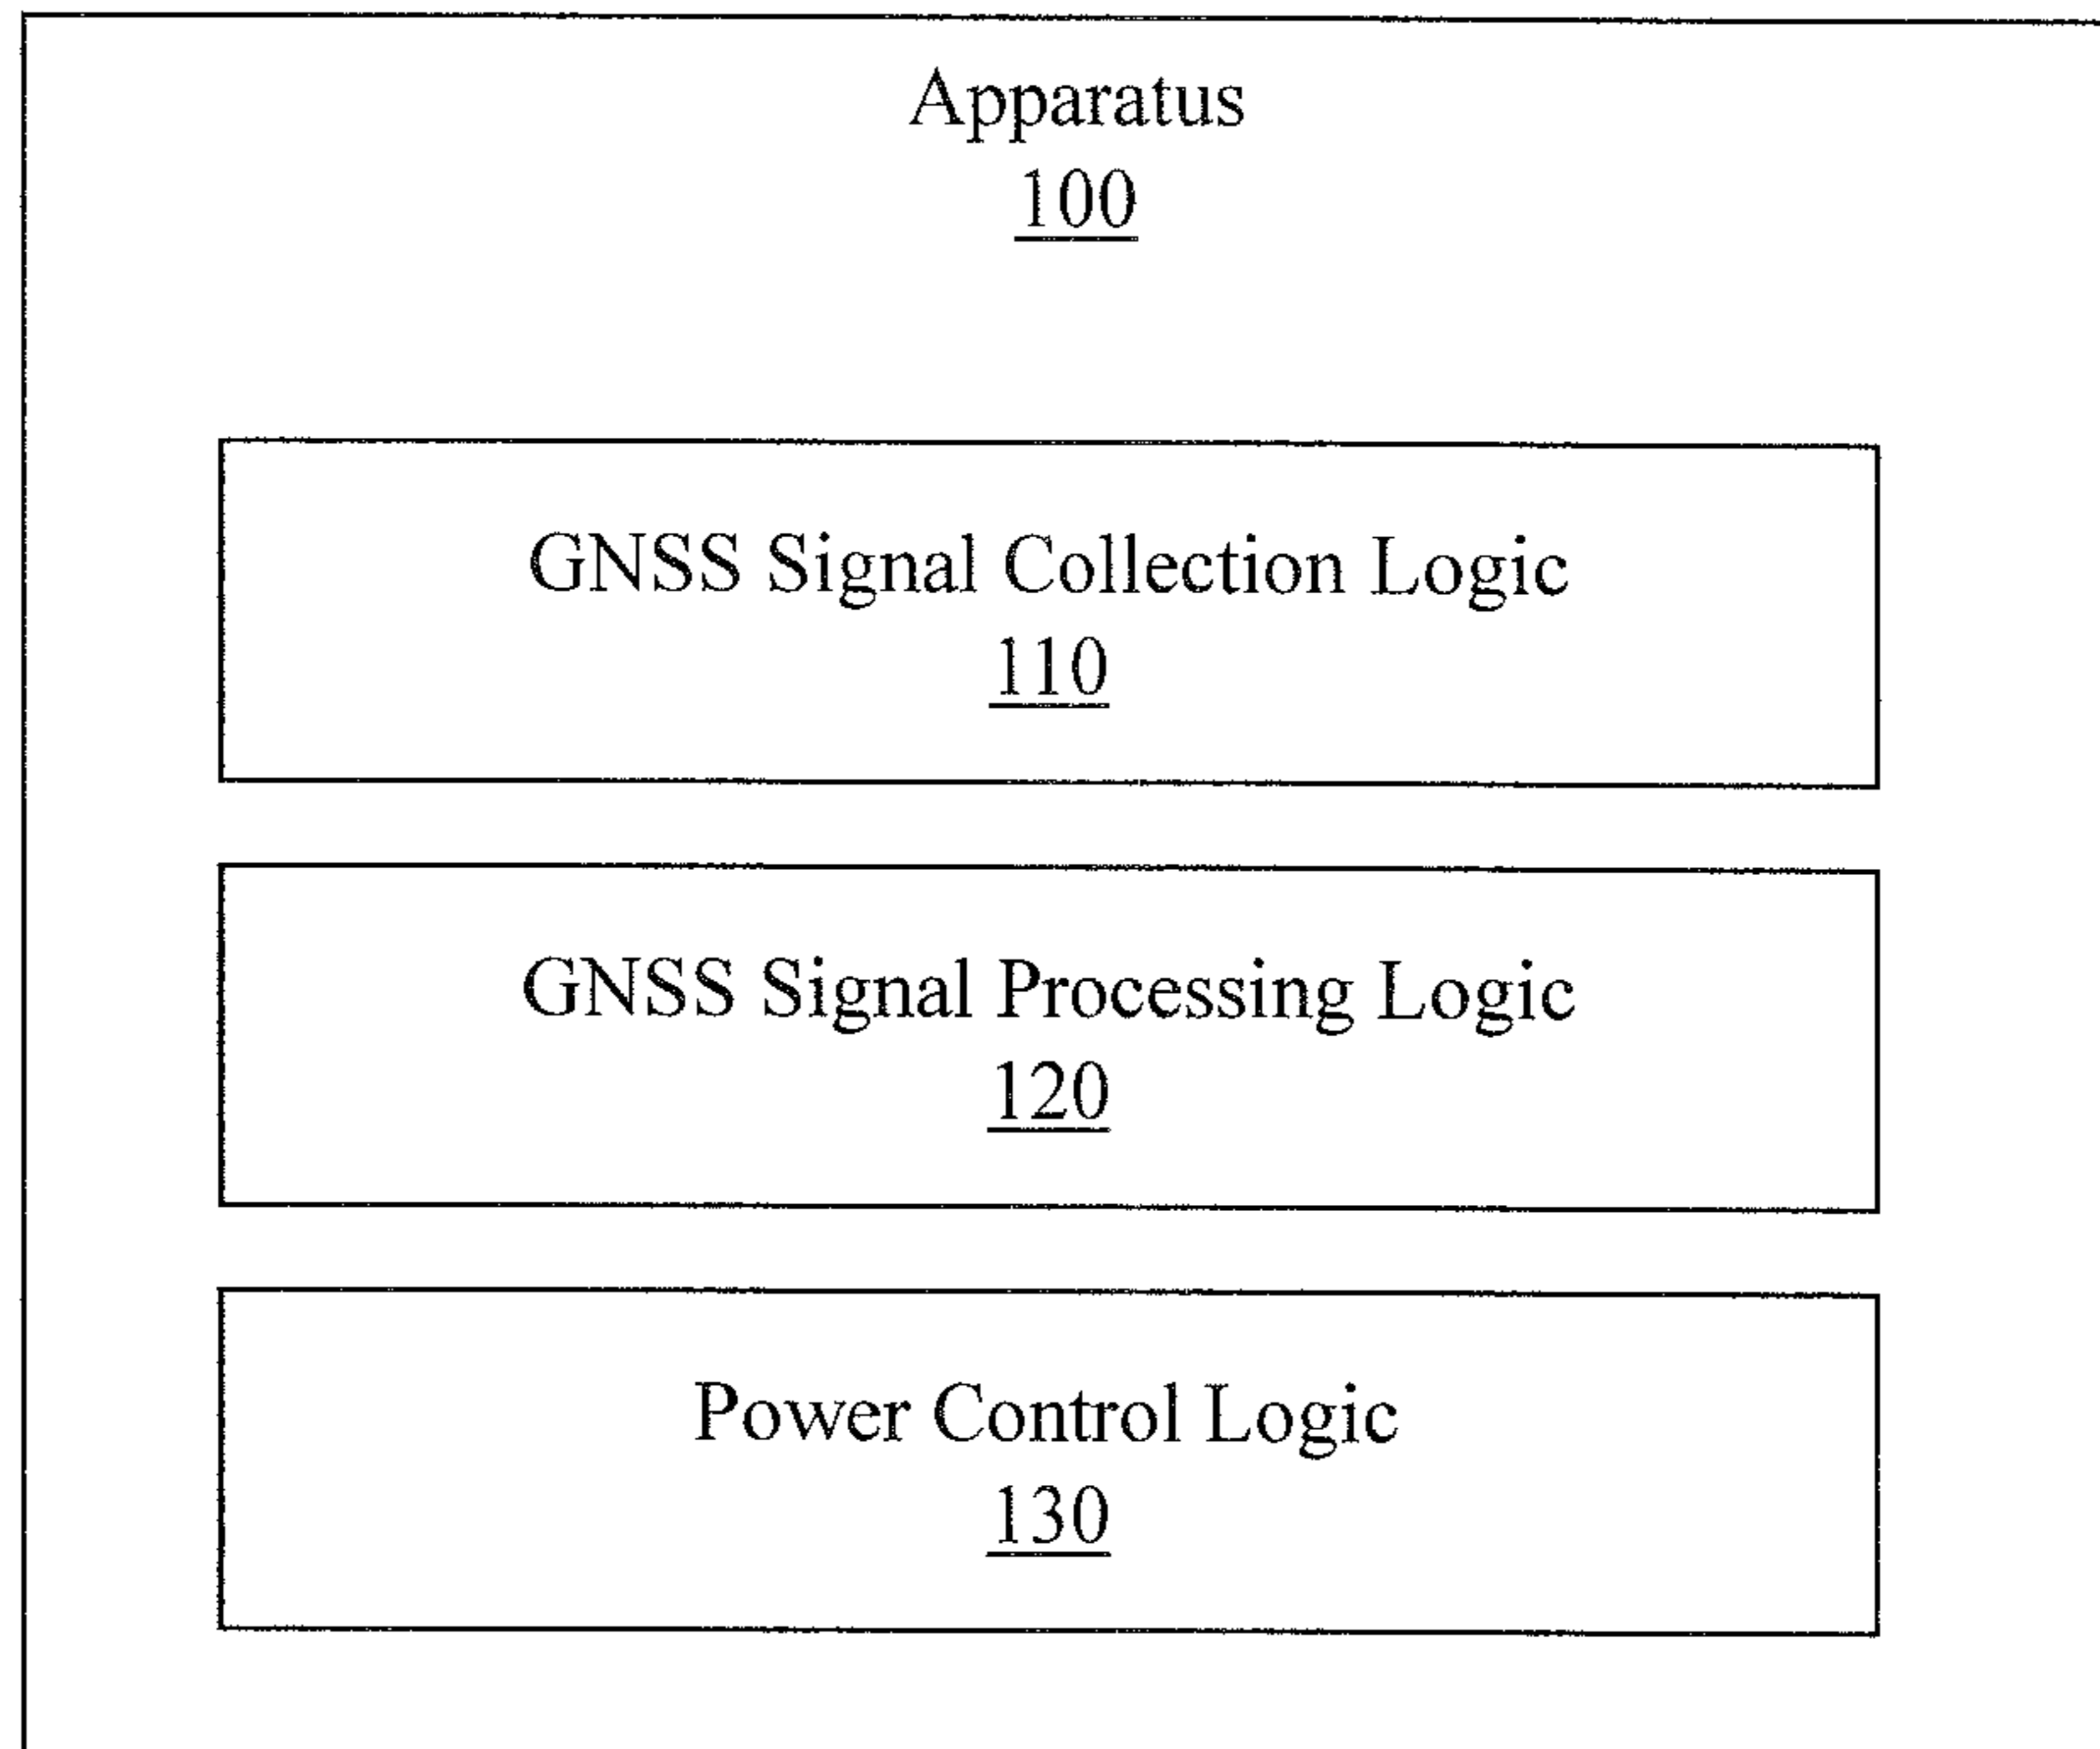 Apparatus
100
GNSS Signal Collection Logic
110
GNSS Signal Processing Logic
120
Power Control Logic
130